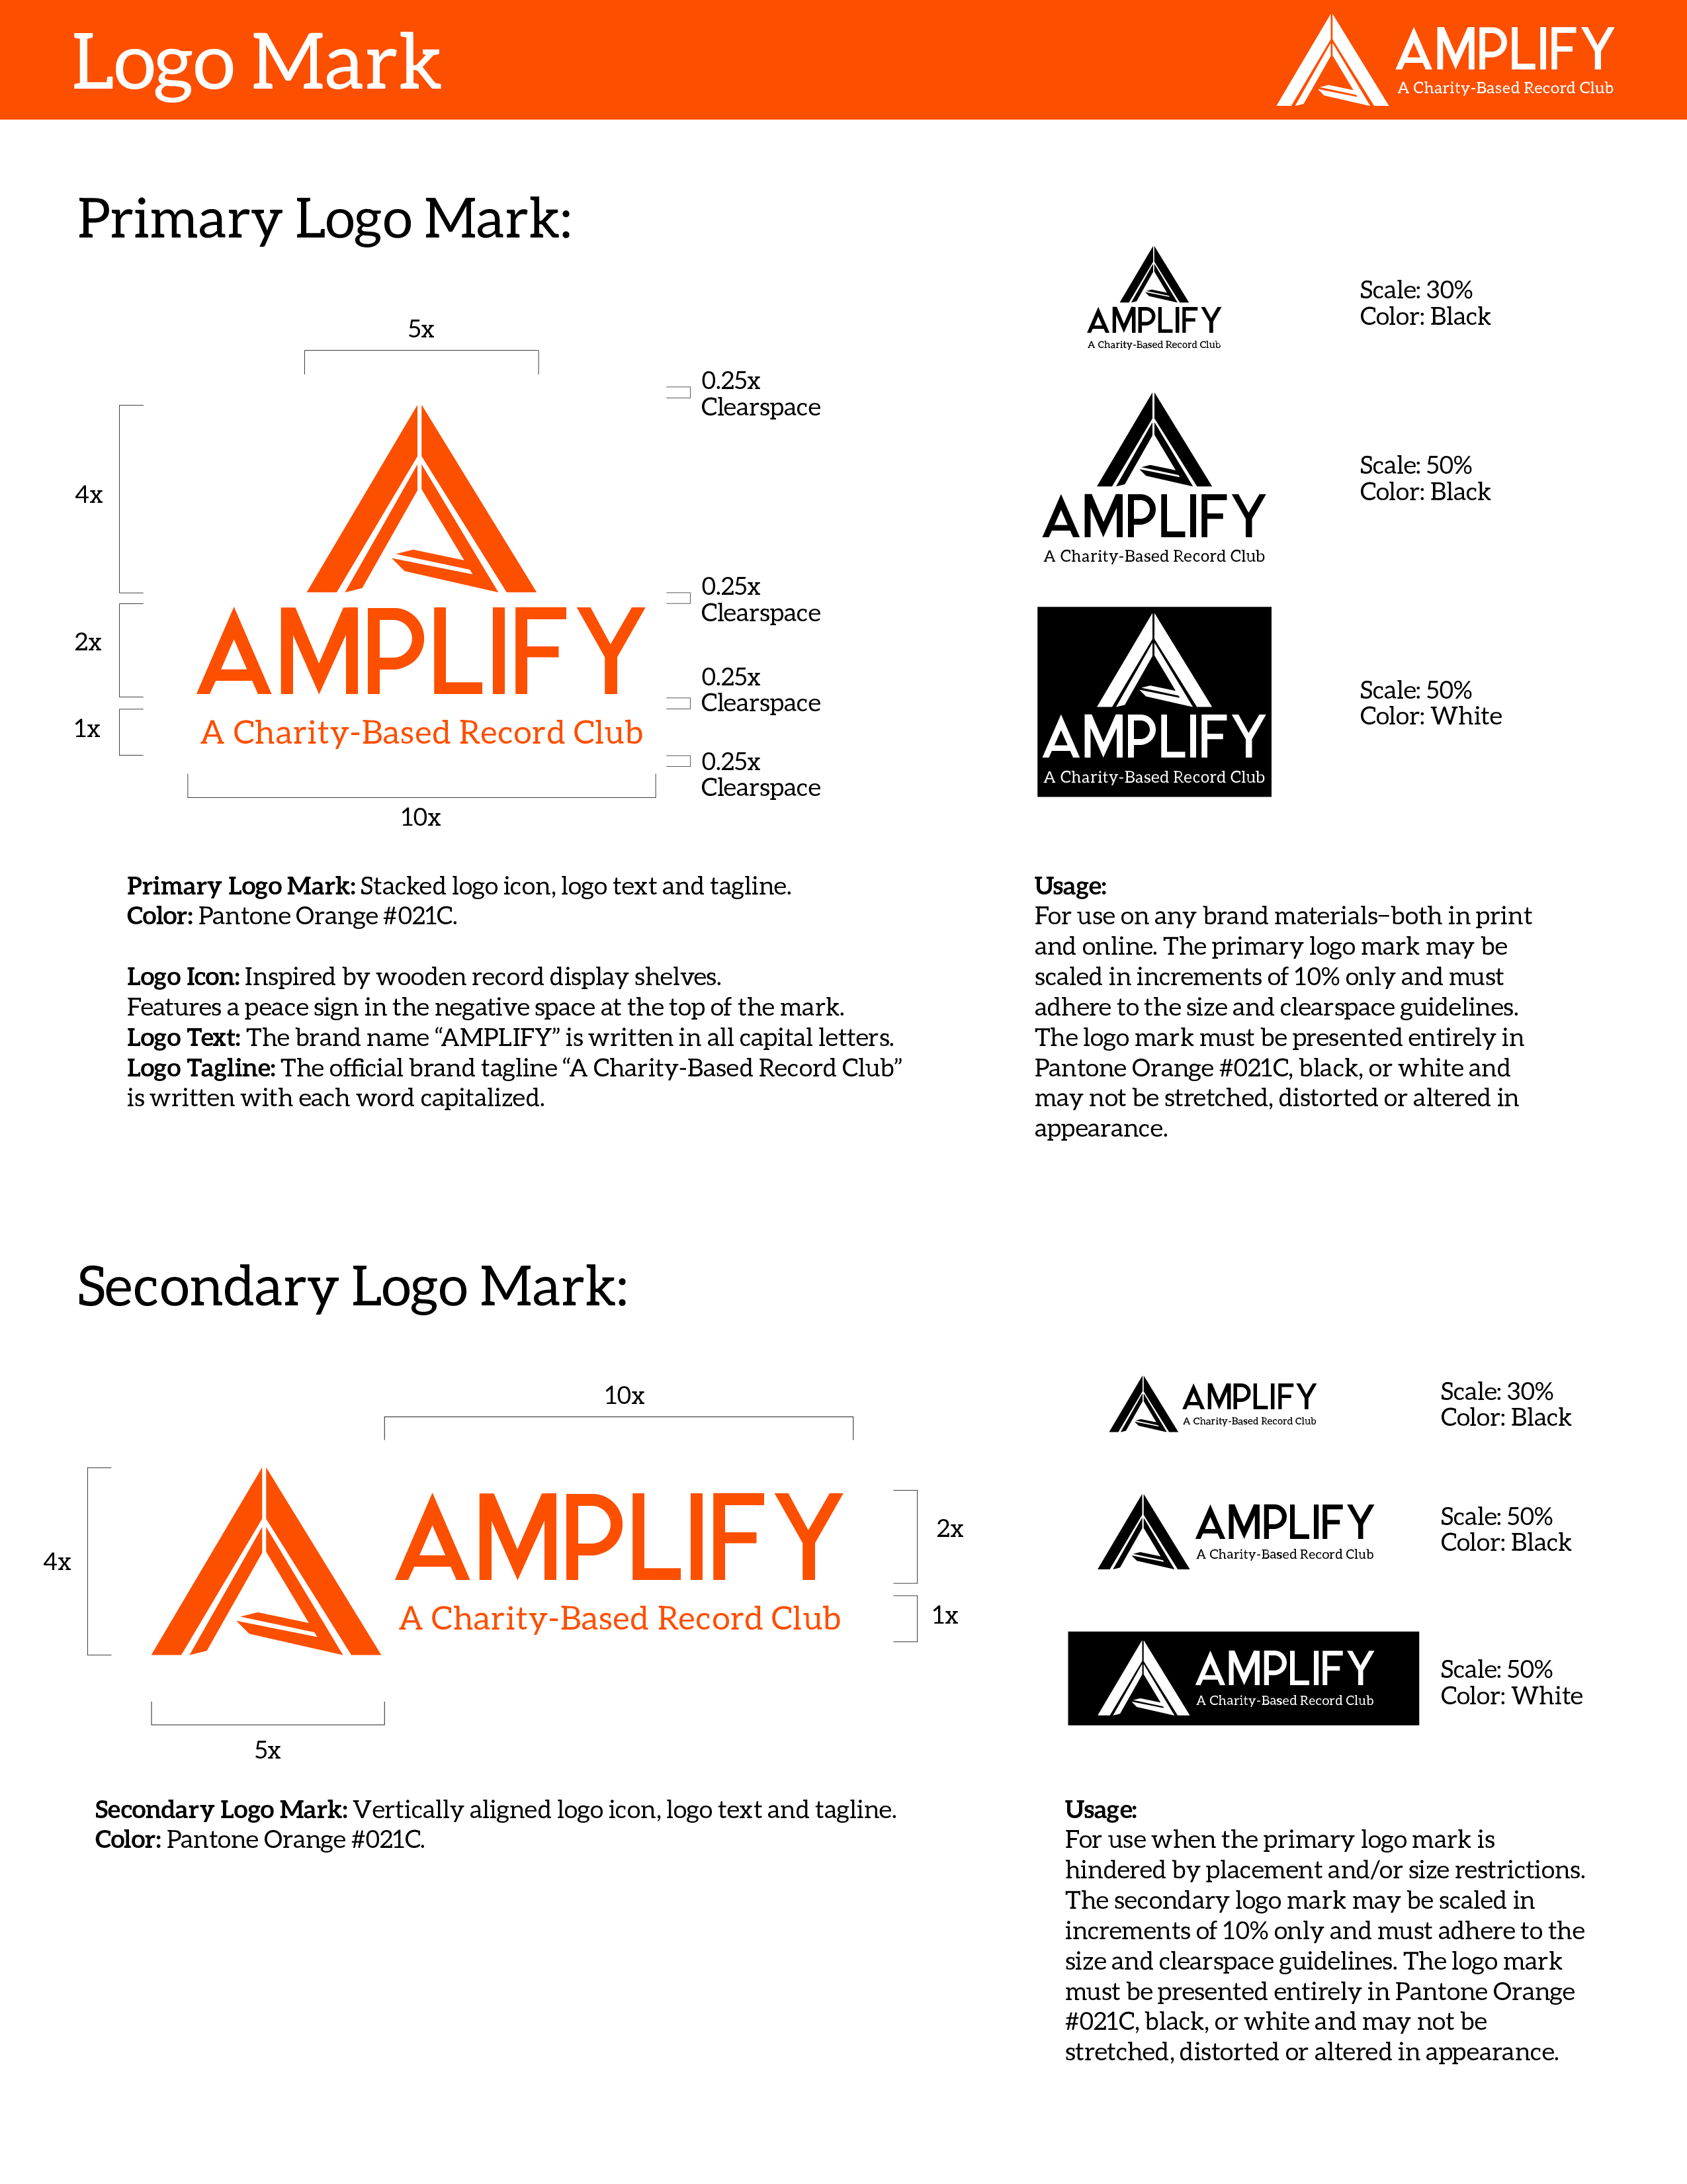 Logo Mark
AMPLIFY
A Charity-Based Record Club
Primary Logo Mark:
5x
0.25x
Clearspace
4x
0.25x
Clearspace
2x
0.25x
Clearspace
1x
0.25x
Clearspace
10x
AMPLIFY
A Charity-Based Record Club
AMPLIFY
A Charity-Based Record Club
Scale: 30%
Color: Black
AMPLIFY
A Charity-Based Record Club
Scale: 50%
Color: Black
AMPLIFY
A Charity-Based Record Club
Scale: 50%
Color: White
Primary Logo Mark: Stacked logo icon, logo text and tagline.
Color: Pantone Orange #021C.
Logo Icon: Inspired by wooden record display shelves.
Features a peace sign in the negative space at the top of the mark.
Logo Text: The brand name “AMPLIFY” is written in all capital letters.
Logo Tagline: The official brand tagline “A Charity-Based Record Club”
is written with each word capitalized.
Usage:
For use on any brand materials–both in print
and online. The primary logo mark may be
scaled in increments of 10% only and must
adhere to the size and clearspace guidelines.
The logo mark must be presented entirely in
Pantone Orange #021C, black, or white and
may not be stretched, distorted or altered in
appearance.
Secondary Logo Mark:
10x
4x
AMPLIFY
A Charity-Based Record Club
2x
1x
5x
AMPLIFY
A Charity-Based Record Club
Scale: 30%
Color: Black
AMPLIFY
A Charity-Based Record Club
Scale: 50%
Color: Black
AMPLIFY
A Charity-Based Record Club
Scale: 50%
Color: White
Secondary Logo Mark: Vertically aligned logo icon, logo text and tagline.
Color: Pantone Orange #021C.
Usage:
For use when the primary logo mark is
hindered by placement and/or size restrictions.
The secondary logo mark may be scaled in
increments of 10% only and must adhere to the
size and clearspace guidelines. The logo mark
must be presented entirely in Pantone Orange
#021C, black, or white and may not be
stretched, distorted or altered in appearance.